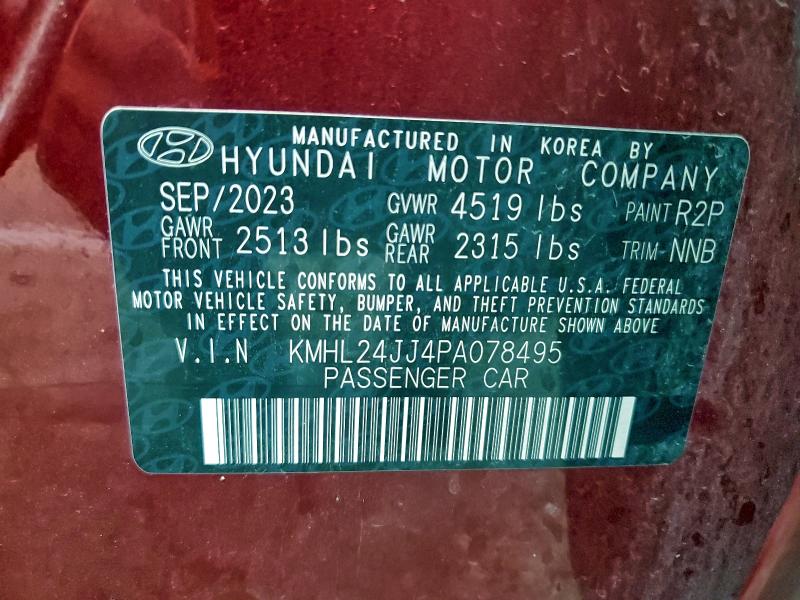 MANUFACTURED IN KOREA BY
HYUNDAI MOTOR COMPANY
SEP/2023 GVWR 4519 lbs PAINT R2P
GAWR FRONT 2513 lbs GAWR REAR 2315 lbs TRIM-NNB
THIS VEHICLE CONFORMS TO ALL APPLICABLE U.S.A. FEDERAL
MOTOR VEHICLE SAFETY, BUMPER, AND THEFT PREVENTION STANDARDS
IN EFFECT ON THE DATE OF MANUFACTURE SHOWN ABOVE
V.I.N KMHL24JJ4PA078495
PASSENGER CAR